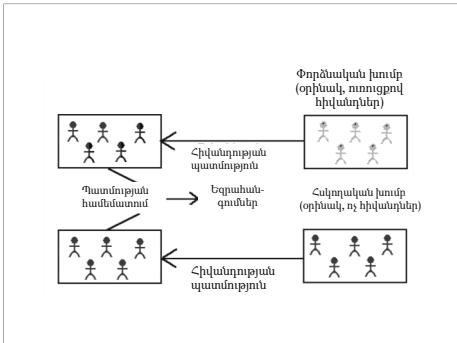 Փորձնական խումբ
(օրինակ, ուռուցքով
հիվանդներ)
Հիվանդության
պատմություն
Պատմության
համեմատում
Եզրահան-
գումներ
Հսկողական խումբ
(օրինակ, ոչ հիվանդներ)
Հիվանդության
պատմություն